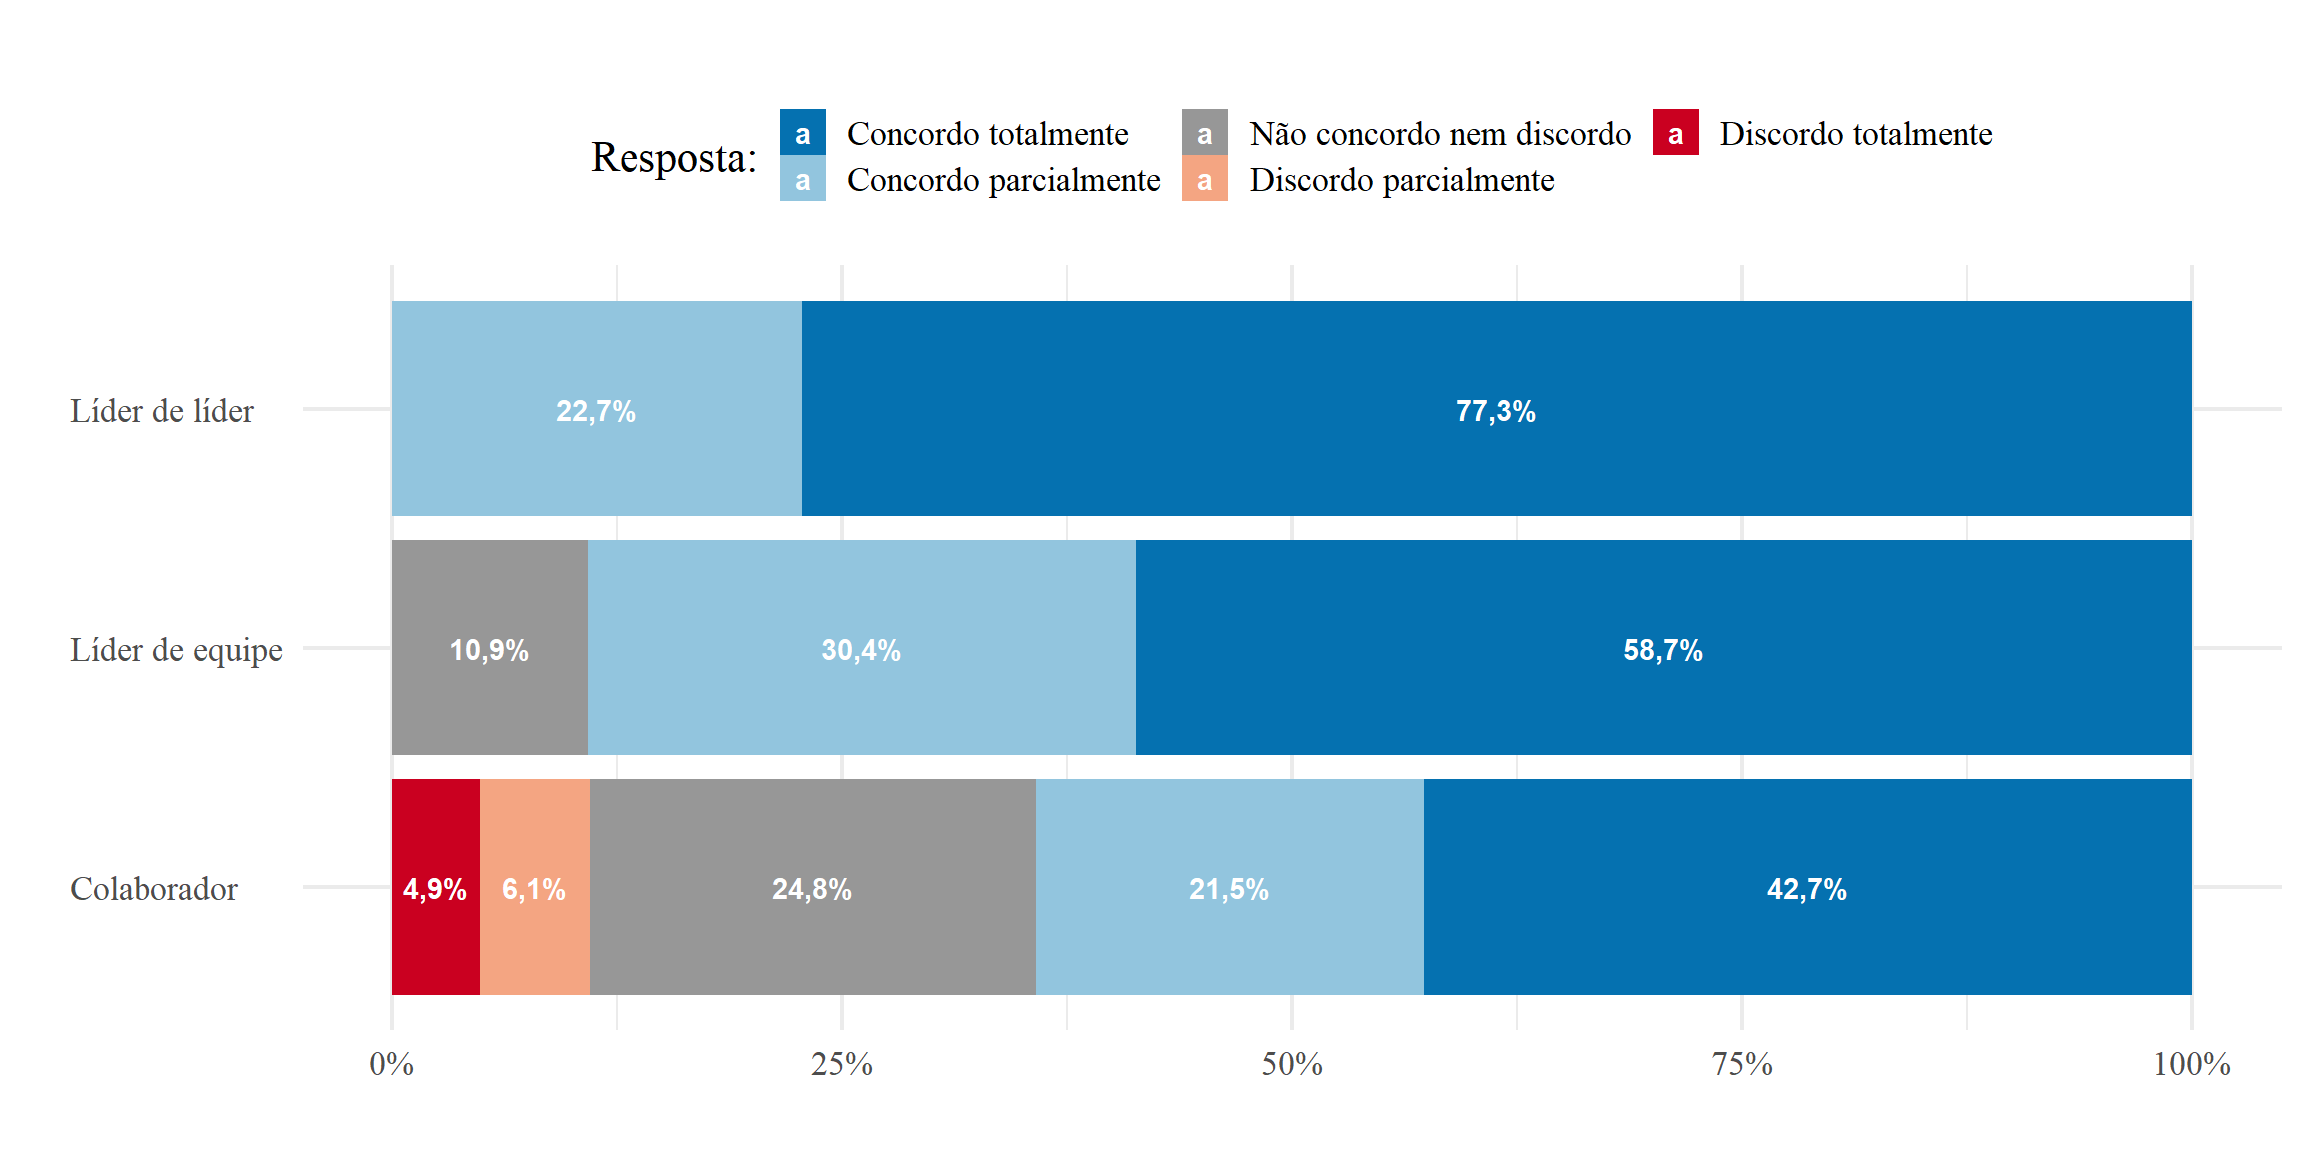 Resposta:
a Concordo totalmente
a Concordo parcialmente
a Não concordo nem discordo
a Discordo parcialmente
a Discordo totalmente
Líder de líder
22,7% 77,3%
Líder de equipe
10,9% 30,4% 58,7%
Colaborador
4,9% 6,1% 24,8% 21,5% 42,7%
0% 25% 50% 75% 100%